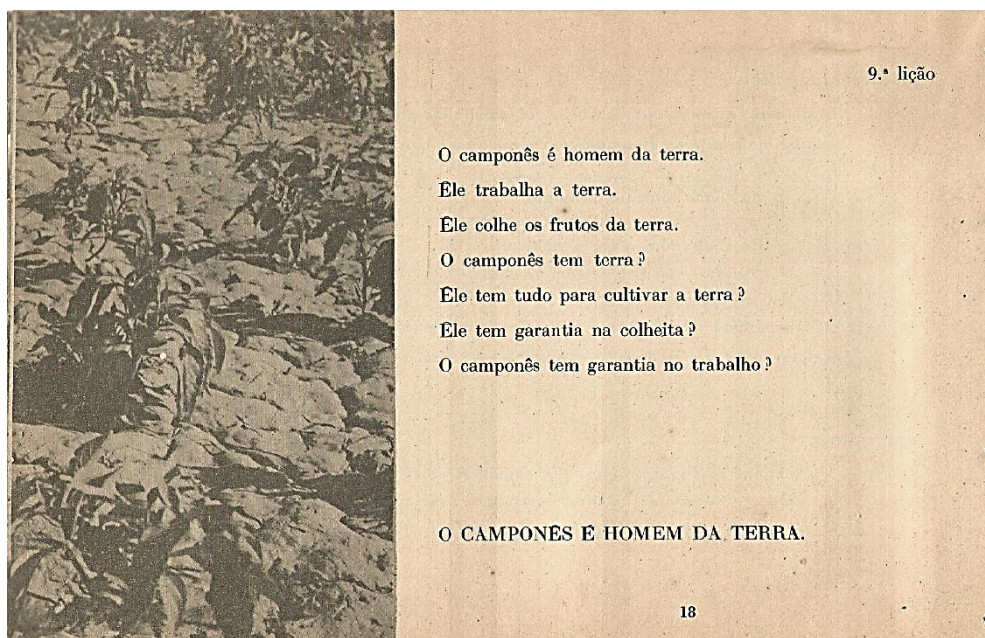 9.ª lição
O camponês é homem da terra.
Êle trabalha a terra.
Êle colhe os frutos da terra.
O camponês tem terra?
Êle tem tudo para cultivar a terra?
Êle tem garantia na colheita?
O camponês tem garantia no trabalho?
O CAMPONÊS É HOMEM DA TERRA.
18